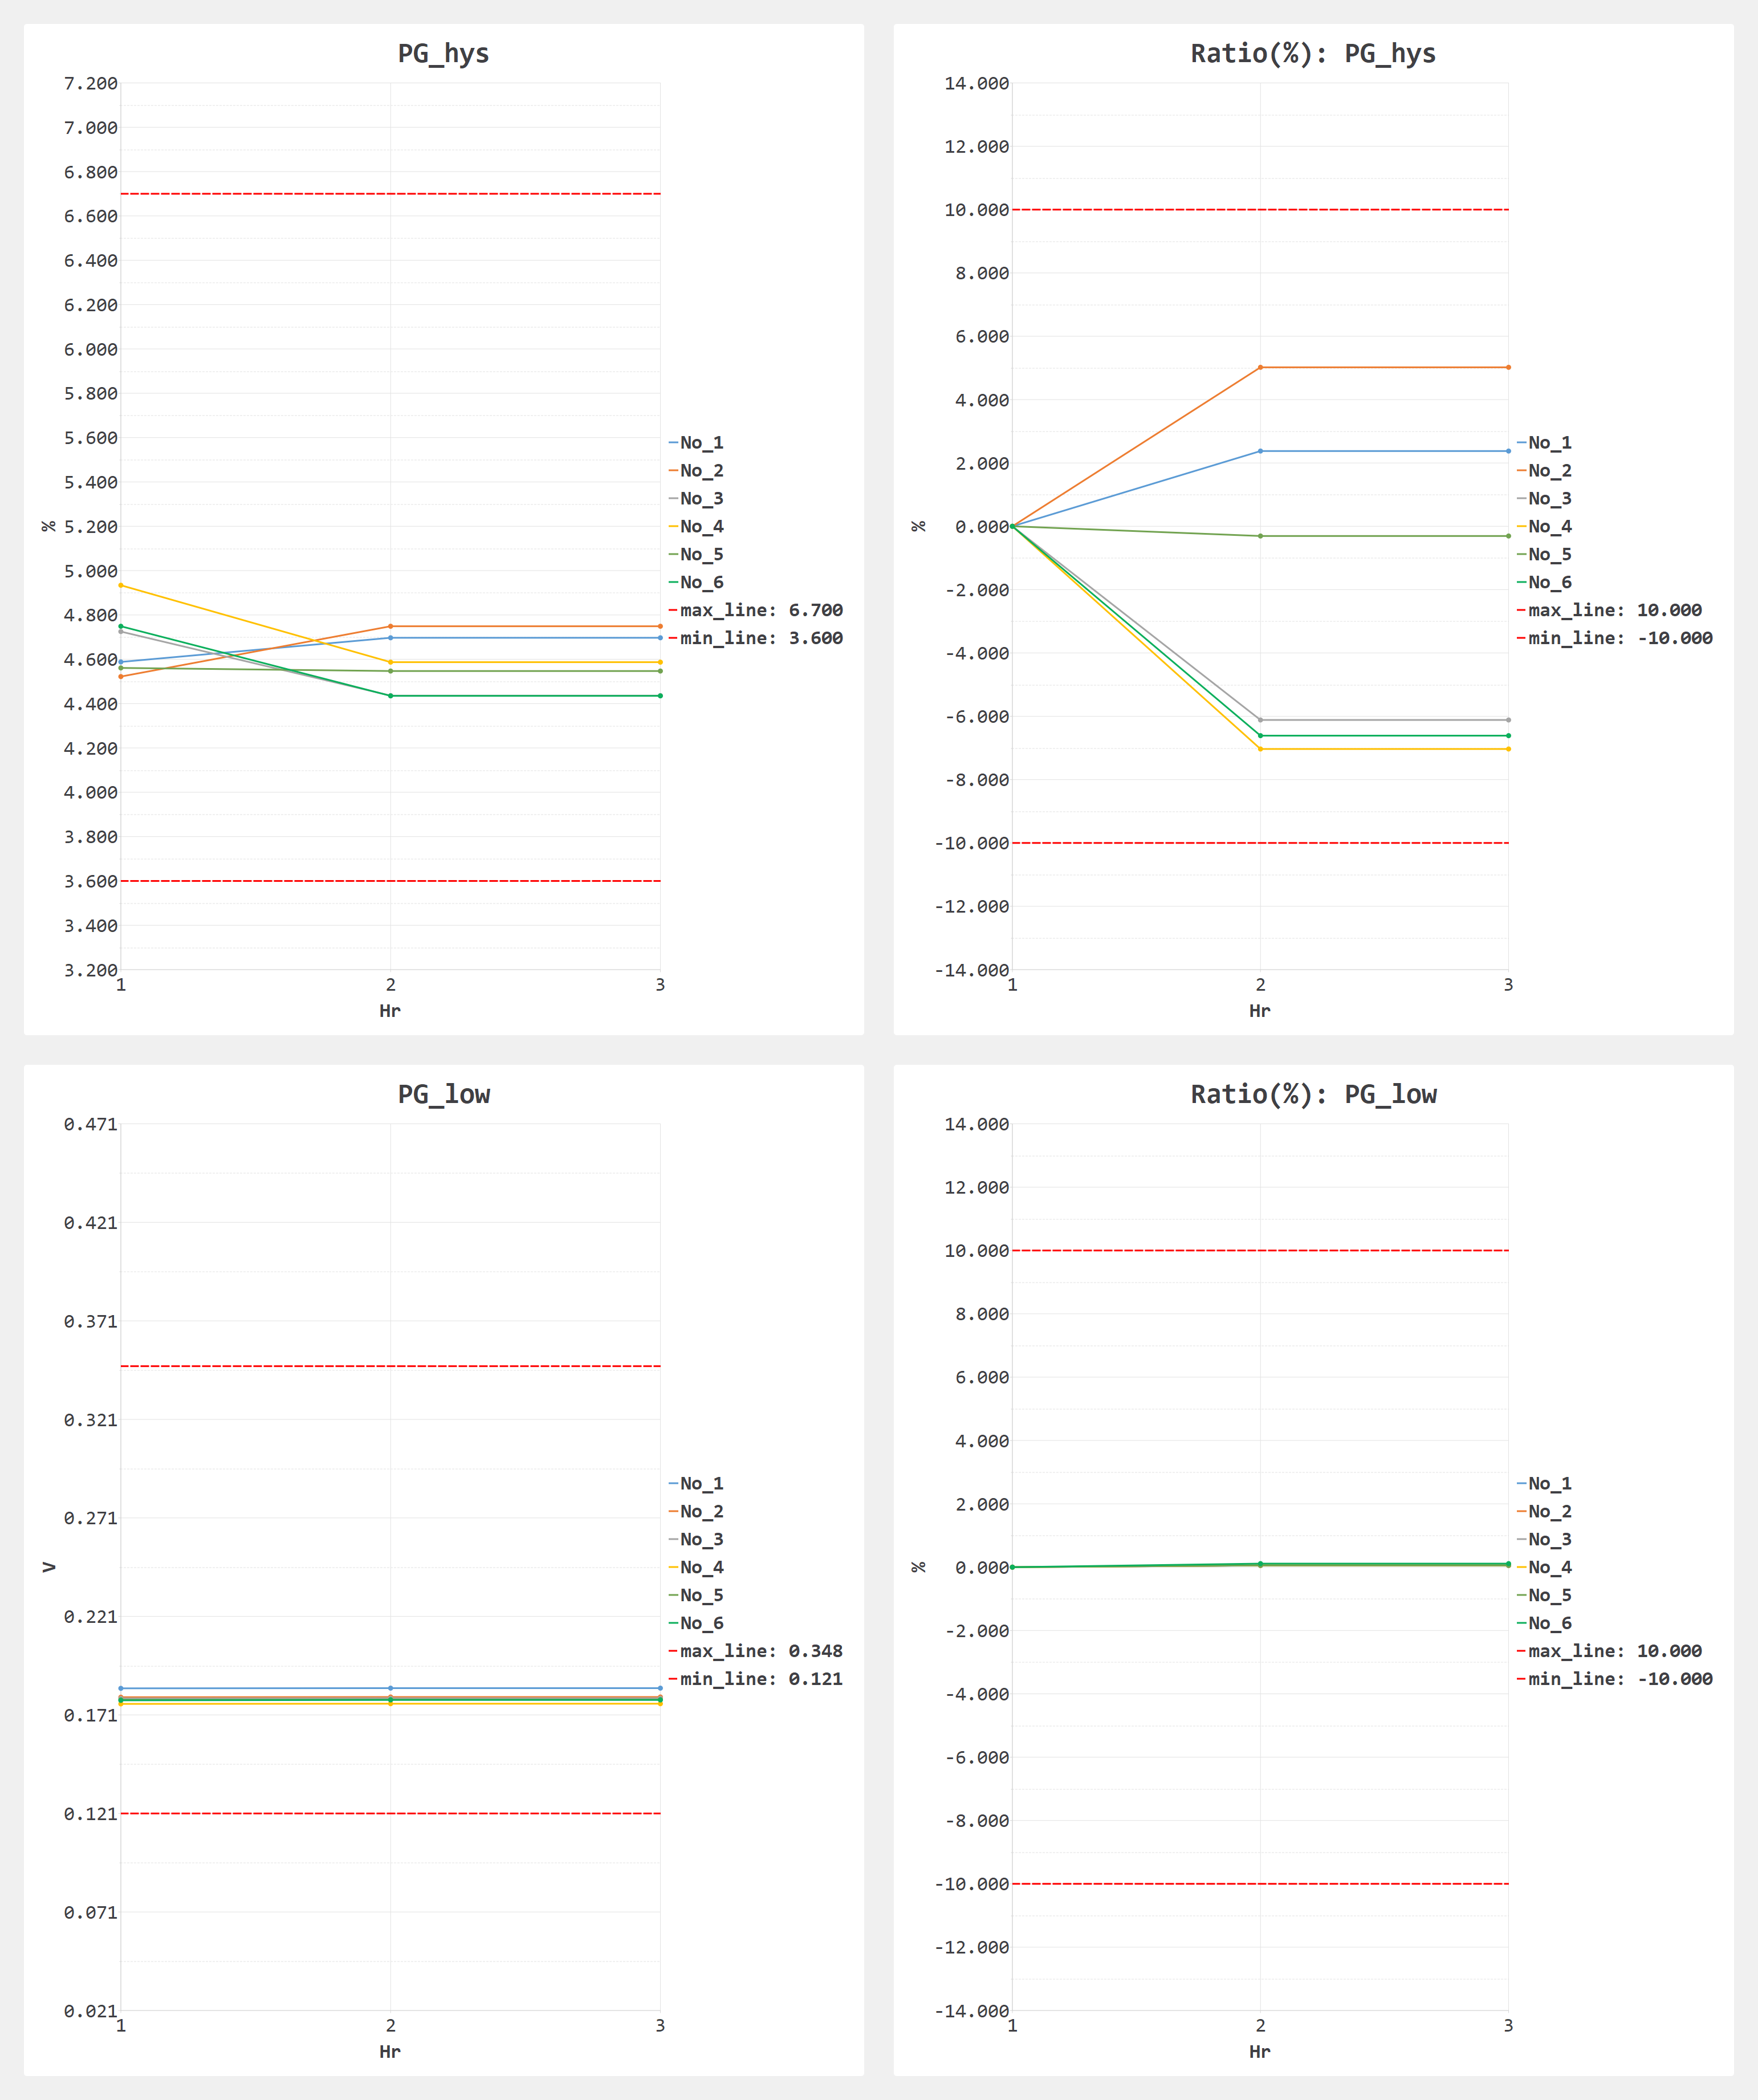 PG_hys
7.200
7.000
6.800
6.600
6.400
6.200
6.000
5.800
5.600
5.400
5.200
5.000
4.800
4.600
4.400
4.200
4.000
3.800
3.600
3.400
3.200
%
1 2 3
Hr
No_1
No_2
No_3
No_4
No_5
No_6
max_line: 6.700
min_line: 3.600
Ratio(%): PG_hys
14.000
12.000
10.000
8.000
6.000
4.000
2.000
0.000
-2.000
-4.000
-6.000
-8.000
-10.000
-12.000
-14.000
%
1 2 3
Hr
No_1
No_2
No_3
No_4
No_5
No_6
max_line: 10.000
min_line: -10.000
PG_low
0.471
0.421
0.371
0.321
0.271
0.221
0.171
0.121
0.071
0.021
V
1 2 3
Hr
No_1
No_2
No_3
No_4
No_5
No_6
max_line: 0.348
min_line: 0.121
Ratio(%): PG_low
14.000
12.000
10.000
8.000
6.000
4.000
2.000
0.000
-2.000
-4.000
-6.000
-8.000
-10.000
-12.000
-14.000
%
1 2 3
Hr
No_1
No_2
No_3
No_4
No_5
No_6
max_line: 10.000
min_line: -10.000